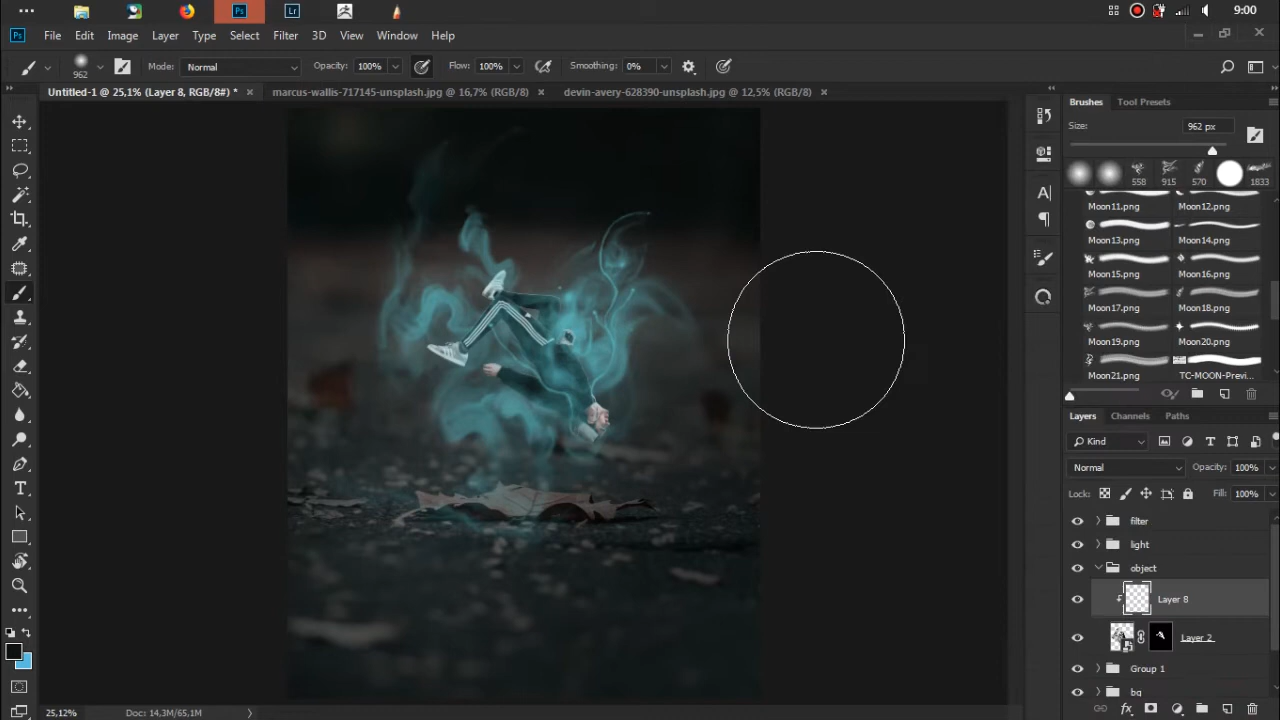 Ps
Lr
9:00
Ps
File Edit Image Layer Type Select Filter 3D View Window Help
962
Mode: Normal
Opacity: 100%
Flow: 100%
Smoothing: 0%
Untitled-1 @ 25,1% (Layer 8, RGB/8#) *
marcus-wallis-717145-unsplash.jpg @ 16,7% (RGB/8)
devin-avery-628390-unsplash.jpg @ 12,5% (RGB/8)
Brushes Tool Presets
Size: 962 px
558 915 570 1833
Moon11.png Moon12.png
Moon13.png Moon14.png
Moon15.png Moon16.png
Moon17.png Moon18.png
Moon19.png Moon20.png
Moon21.png TC-MOON-Previ...
Layers Channels Paths
Kind
Normal Opacity: 100%
Lock: Fill: 100%
filter
light
object
Layer 8
Layer 2
Group 1
bg
25,12% Doc: 14,3M/65,1M